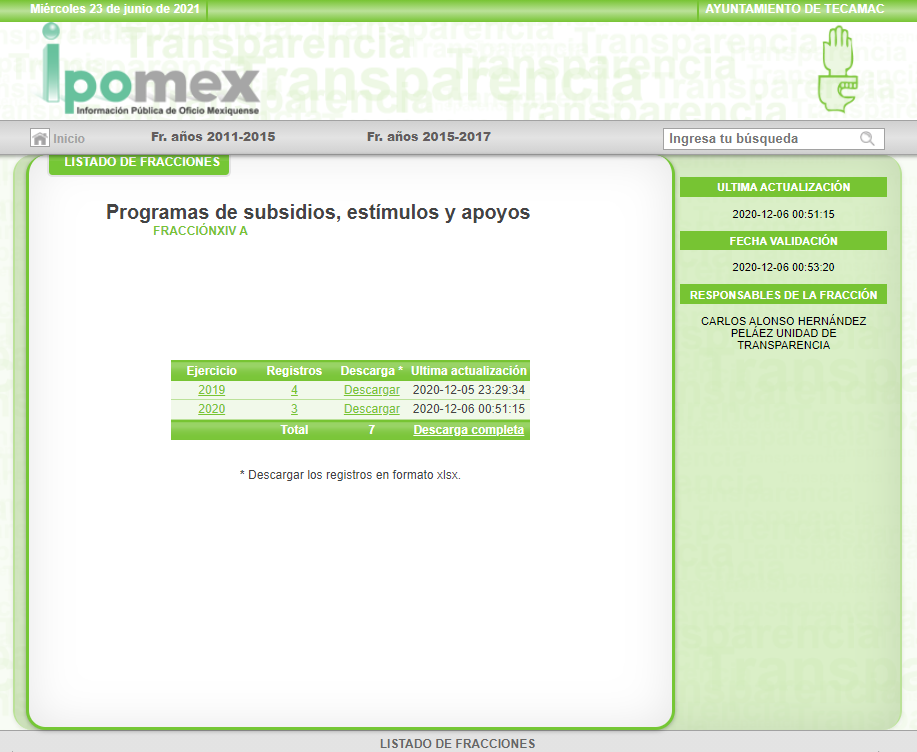 Miércoles 23 de junio de 2021
AYUNTAMIENTO DE TECAMAC
ipomex
Información Pública de Oficio Mexiquense
Transparencia
Inicio
Fr. años 2011-2015
Fr. años 2015-2017
Ingresa tu búsqueda
LISTADO DE FRACCIONES
Programas de subsidios, estímulos y apoyos
FRACCIÓNXIV A
Ejercicio Registros Descarga * Ultima actualización
2019 4 Descargar 2020-12-05 23:29:34
2020 3 Descargar 2020-12-06 00:51:15
Total 7 Descarga completa
* Descargar los registros en formato xlsx.
ULTIMA ACTUALIZACIÓN
2020-12-06 00:51:15
FECHA VALIDACIÓN
2020-12-06 00:53:20
RESPONSABLES DE LA FRACCIÓN
CARLOS ALONSO HERNÁNDEZ
PELÁEZ UNIDAD DE
TRANSPARENCIA
LISTADO DE FRACCIONES